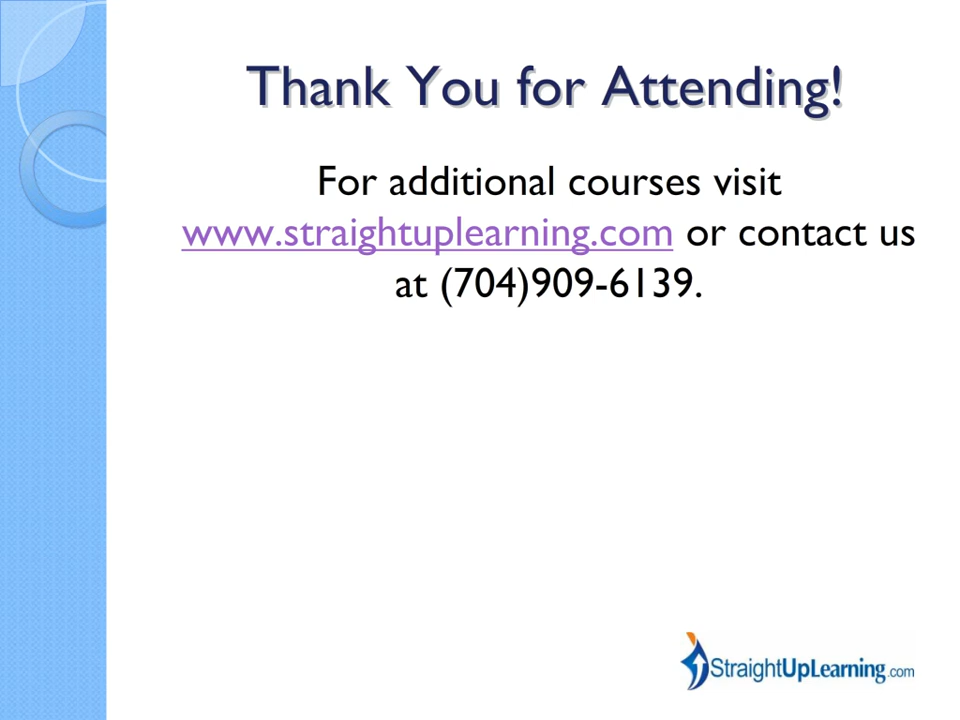 Thank You for Attending!
For additional courses visit
www.straightuplearning.com or contact us
at (704)909-6139.
StraightUpLearning.com